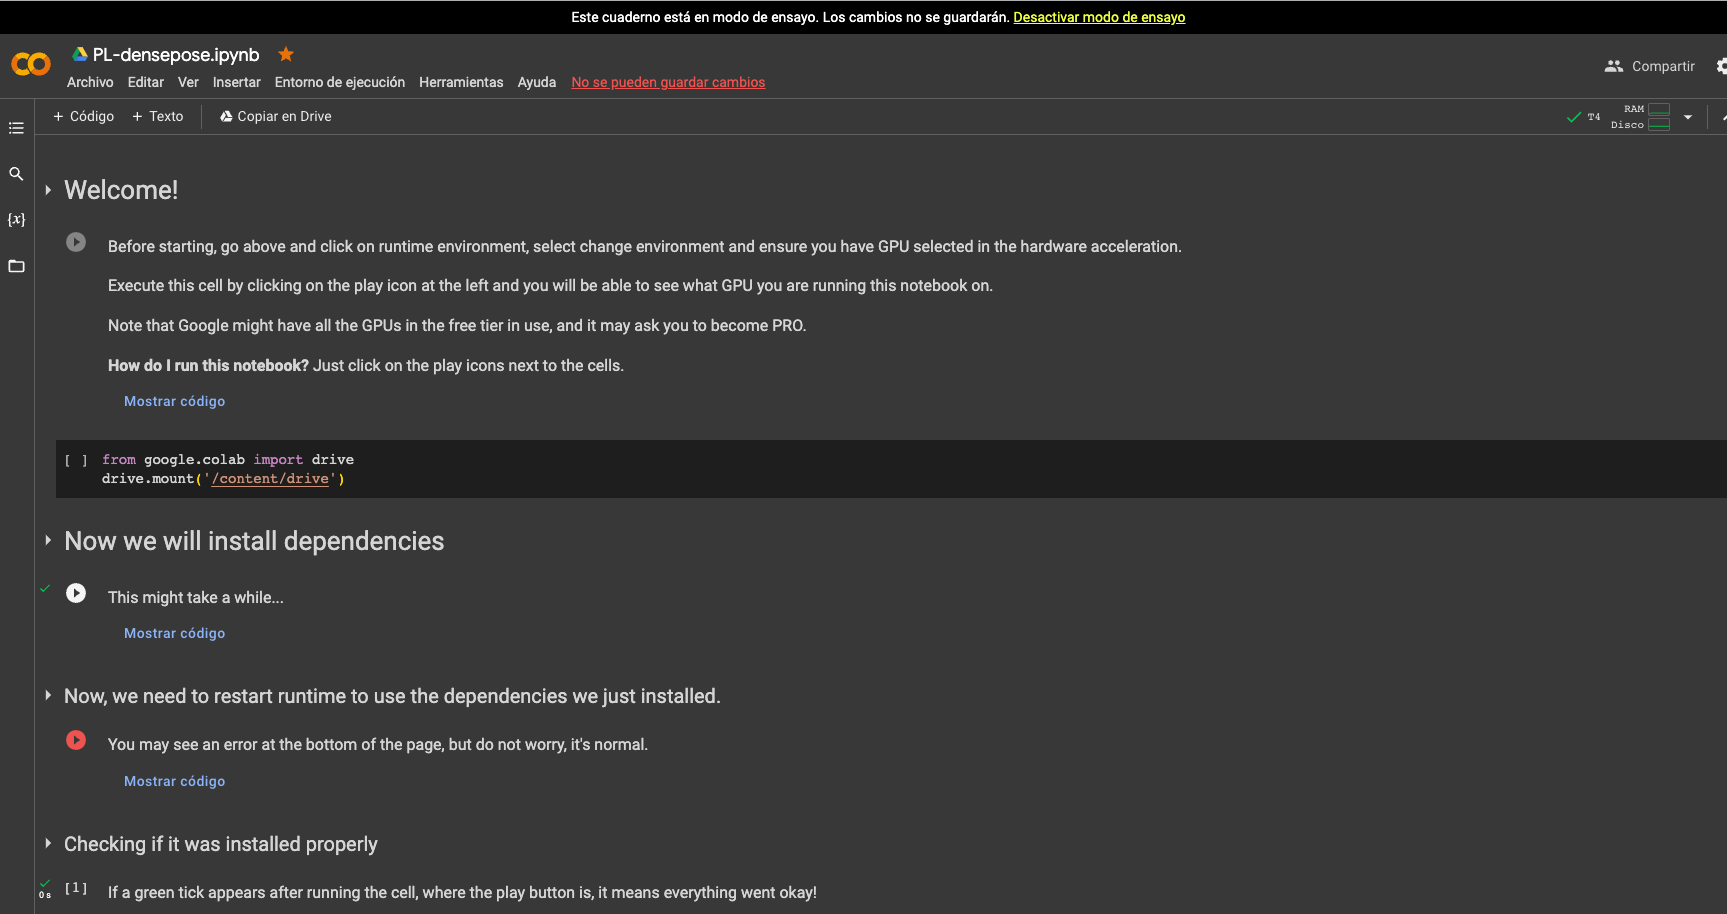 Este cuaderno está en modo de ensayo. Los cambios no se guardarán. Desactivar modo de ensayo
PL-densepose.ipynb
Archivo Editar Ver Insertar Entorno de ejecución Herramientas Ayuda No se pueden guardar cambios
Compartir
+ Código + Texto Copiar en Drive
T4 RAM
Disco
{x}
Welcome!
Before starting, go above and click on runtime environment, select change environment and ensure you have GPU selected in the hardware acceleration.
Execute this cell by clicking on the play icon at the left and you will be able to see what GPU you are running this notebook on.
Note that Google might have all the GPUs in the free tier in use, and it may ask you to become PRO.
How do I run this notebook? Just click on the play icons next to the cells.
Mostrar código
[ ] from google.colab import drive
drive.mount('/content/drive')
Now we will install dependencies
This might take a while...
Mostrar código
Now, we need to restart runtime to use the dependencies we just installed.
You may see an error at the bottom of the page, but do not worry, it's normal.
Mostrar código
Checking if it was installed properly
0 s [1] If a green tick appears after running the cell, where the play button is, it means everything went okay!